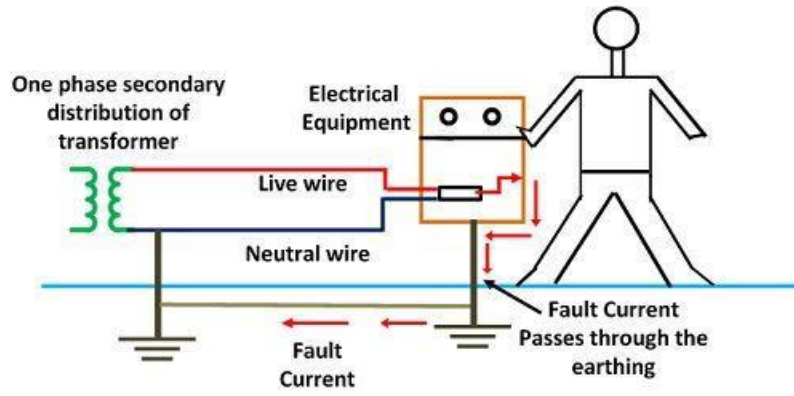 One phase secondary
distribution of
transformer
Electrical
Equipment
Live wire
Neutral wire
Fault Current
Passes through the
earthing
Fault
Current